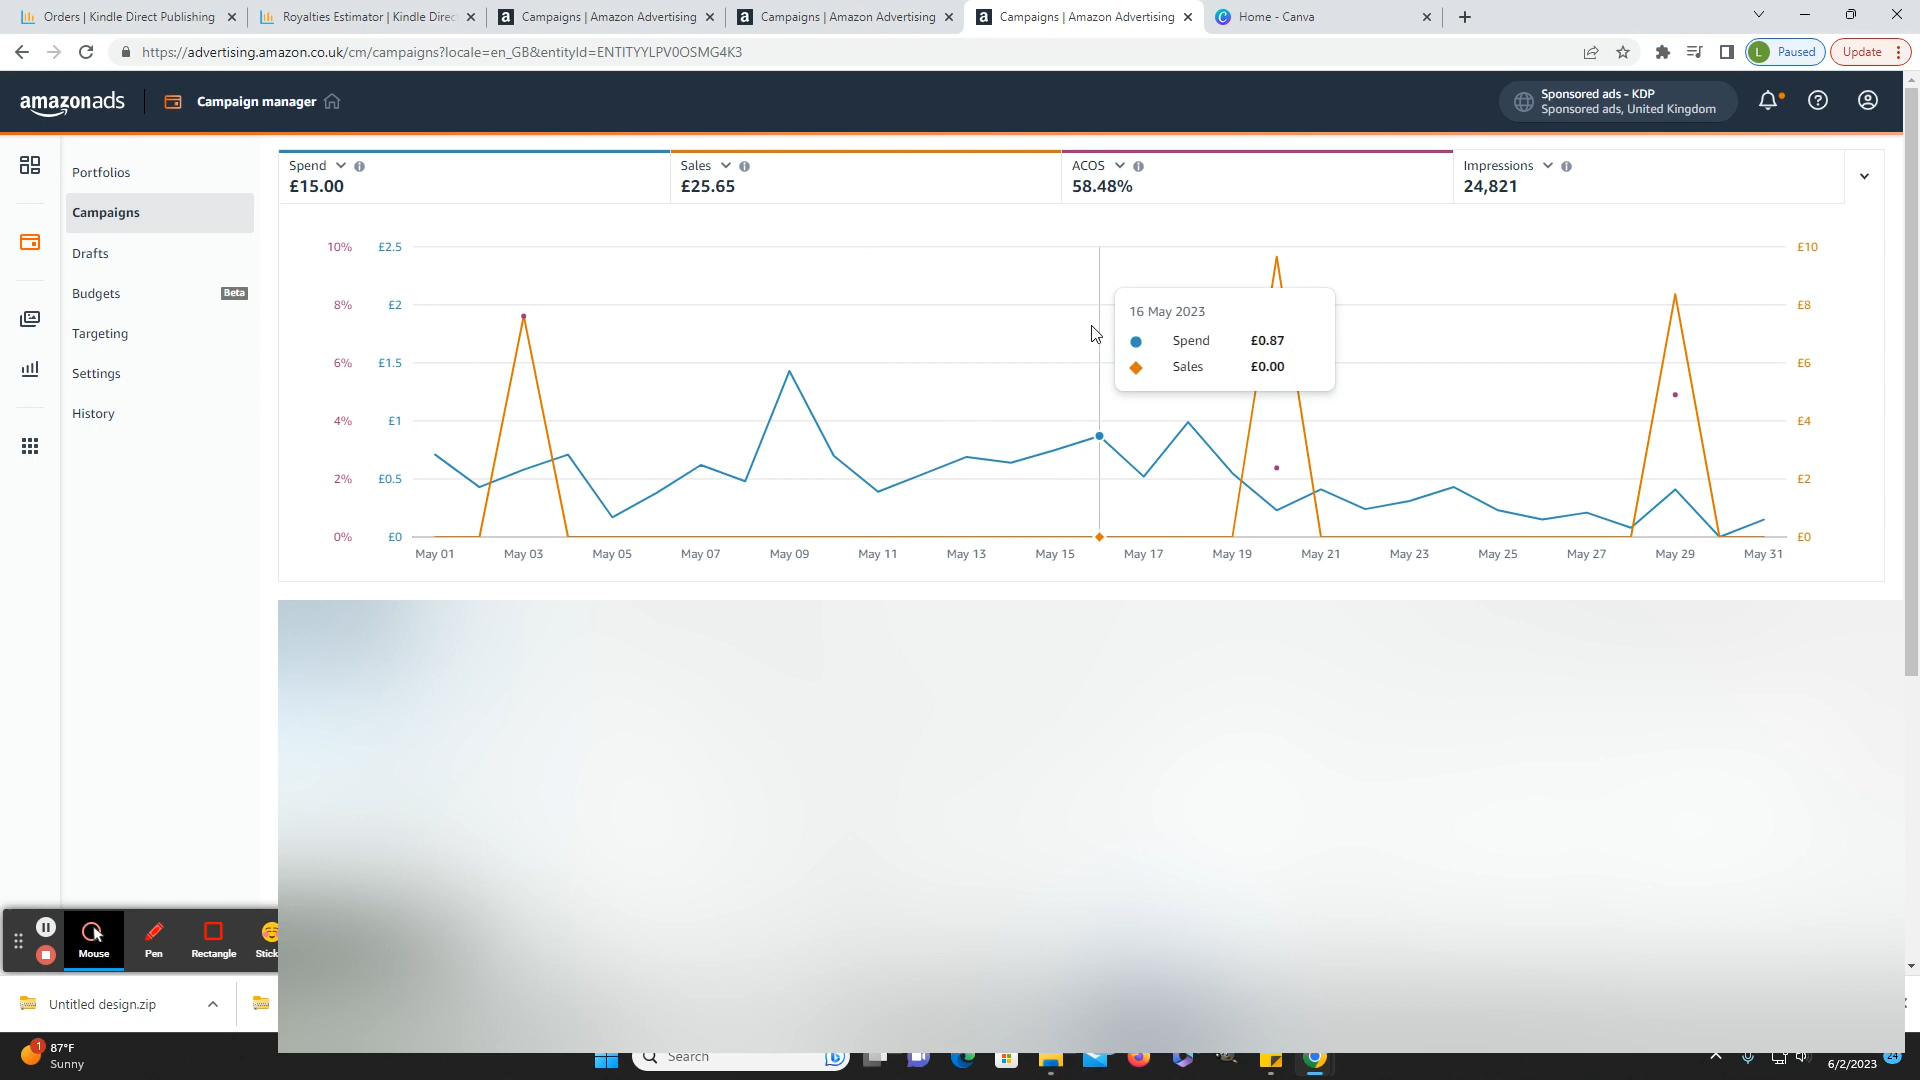 Orders | Kindle Direct Publishing
Royalties Estimator | Kindle Direc
Campaigns | Amazon Advertising
Campaigns | Amazon Advertising
Campaigns | Amazon Advertising
Home - Canva
https://advertising.amazon.co.uk/cm/campaigns?locale=en_GB&entityId=ENTITYYLPV0OSMG4K3
L Paused
Update
amazonads
Campaign manager
Sponsored ads - KDP
Sponsored ads, United Kingdom
Portfolios
Campaigns
Drafts
Budgets Beta
Targeting
Settings
History
Spend
£15.00
Sales
£25.65
ACOS
58.48%
Impressions
24,821
10% £2.5 £10
8% £2 £8
6% £1.5 £6
4% £1 £4
2% £0.5 £2
0% £0 £0
16 May 2023
Spend £0.87
Sales £0.00
May 01 May 03 May 05 May 07 May 09 May 11 May 13 May 15 May 17 May 19 May 21 May 23 May 25 May 27 May 29 May 31
Mouse
Pen
Rectangle
Stick
Untitled design.zip
1
87°F
Sunny
Search
6/2/2023
24